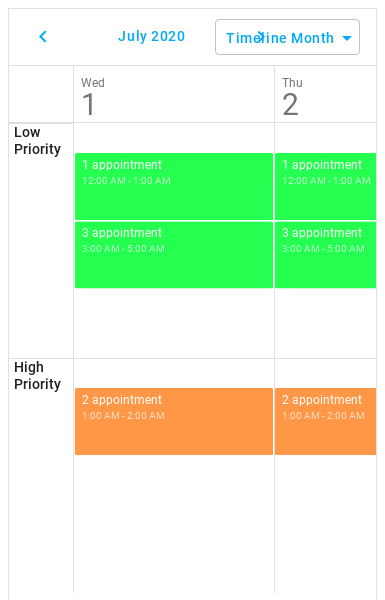 July 2020
Timeline Month
Wed
1
Thu
2
Low
Priority
1 appointment
12:00 AM - 1:00 AM
1 appointment
12:00 AM - 1:00 AM
3 appointment
3:00 AM - 5:00 AM
3 appointment
3:00 AM - 5:00 AM
High
Priority
2 appointment
1:00 AM - 2:00 AM
2 appointment
1:00 AM - 2:00 AM